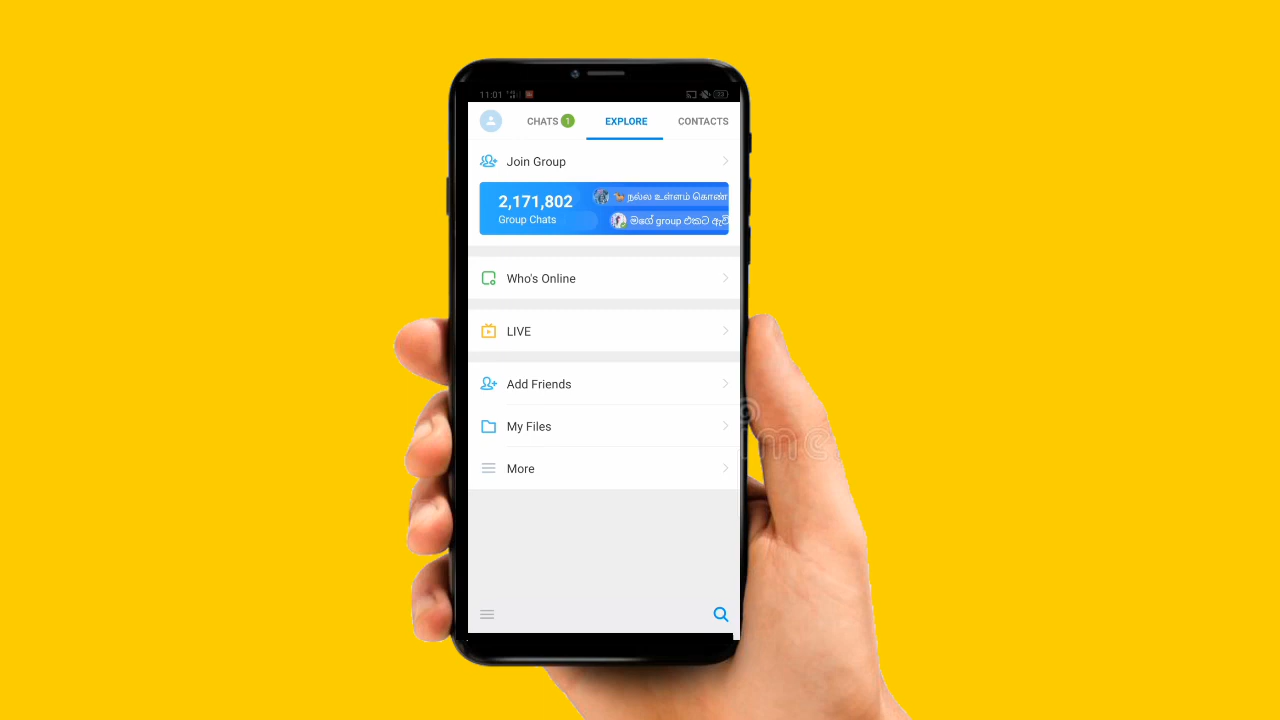 11:01
33
CHATS 1 EXPLORE CONTACTS
Join Group
2,171,802
Group Chats
நல்ல உள்ளம் கொண்
මගේ group එකට ඇවි
Who's Online
LIVE
Add Friends
My Files
More